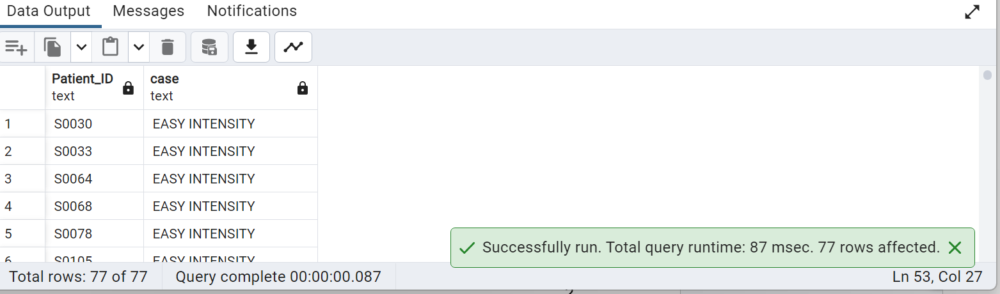 Data Output Messages Notifications
Patient_ID case
text text
1 S0030 EASY INTENSITY
2 S0033 EASY INTENSITY
3 S0064 EASY INTENSITY
4 S0068 EASY INTENSITY
5 S0078 EASY INTENSITY
6 S0105 EASY INTENSITY
Successfully run. Total query runtime: 87 msec. 77 rows affected.
Total rows: 77 of 77 Query complete 00:00:00.087 Ln 53, Col 27